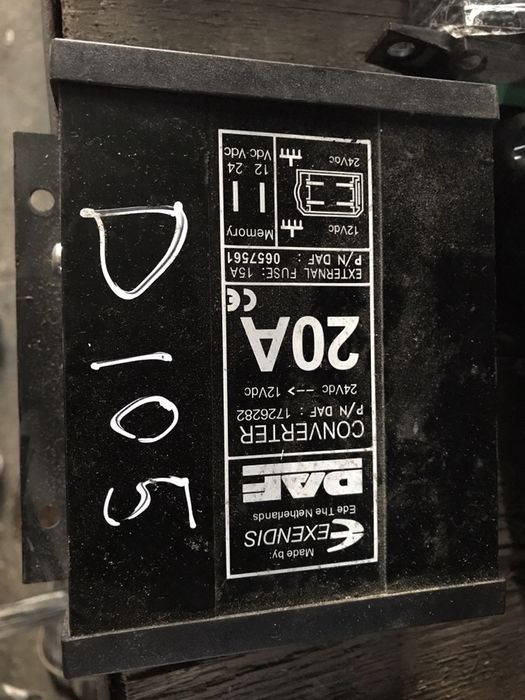 Made by:
EXENDIS
Ede The Netherlands
DAF
CONVERTER
P/N DAF : 1726282
24Vdc --> 12Vdc
20A
CE
EXTERNAL FUSE: 15A
P/N DAF : 0657561
12Vdc
24Vdc
Memory
12 24
Vdc-Vdc
D105